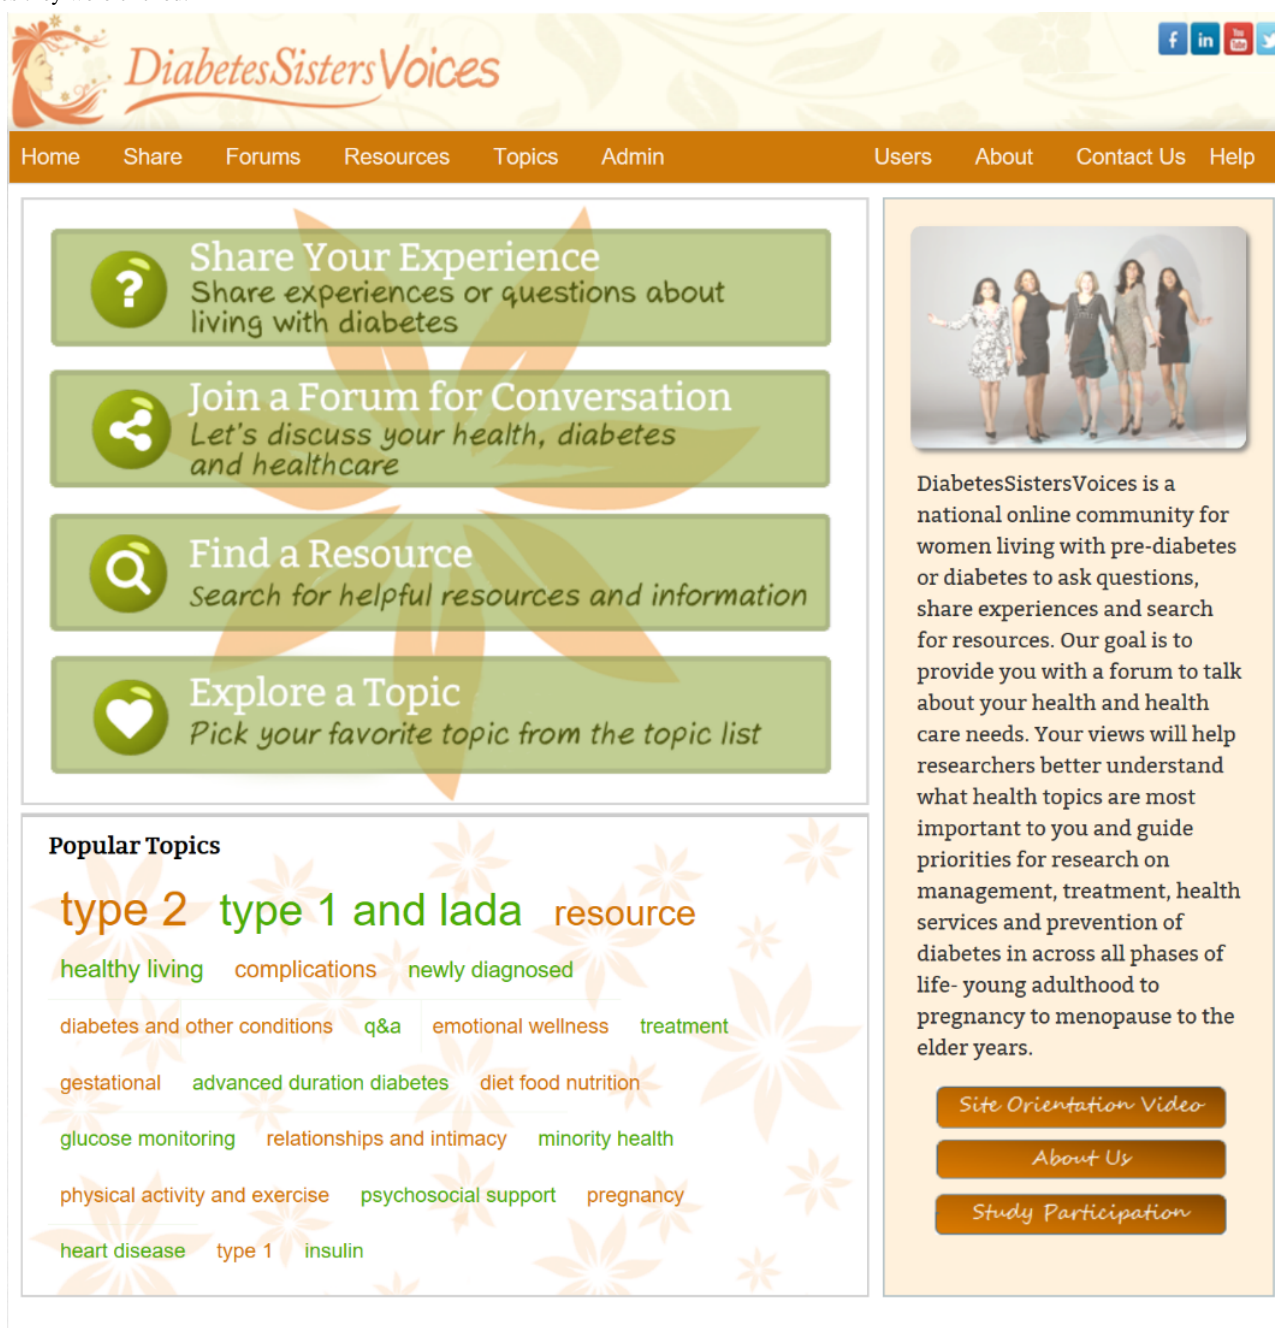 DiabetesSistersVoices
f in You Tube
Home Share Forums Resources Topics Admin Users About Contact Us Help
Share Your Experience
Share experiences or questions about
living with diabetes
Join a Forum for Conversation
Let's discuss your health, diabetes
and healthcare
Find a Resource
Search for helpful resources and information
Explore a Topic
Pick your favorite topic from the topic list
Popular Topics
type 2 type 1 and lada resource
healthy living complications newly diagnosed
diabetes and other conditions q&a emotional wellness treatment
gestational advanced duration diabetes diet food nutrition
glucose monitoring relationships and intimacy minority health
physical activity and exercise psychosocial support pregnancy
heart disease type 1 insulin
DiabetesSistersVoices is a
national online community for
women living with pre-diabetes
or diabetes to ask questions,
share experiences and search
for resources. Our goal is to
provide you with a forum to talk
about your health and health
care needs. Your views will help
researchers better understand
what health topics are most
important to you and guide
priorities for research on
management, treatment, health
services and prevention of
diabetes in across all phases of
life- young adulthood to
pregnancy to menopause to the
elder years.
Site Orientation Video
About Us
Study Participation